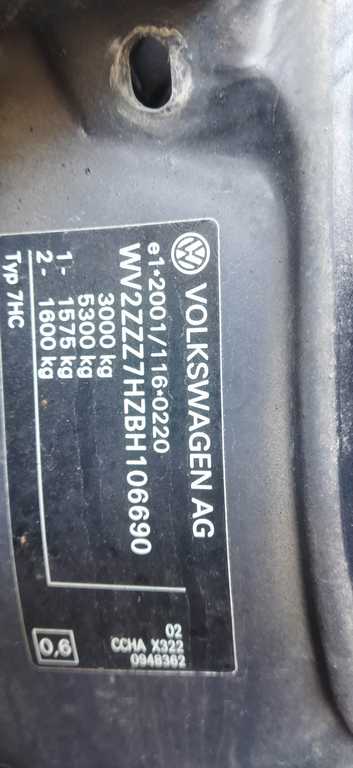 VOLKSWAGEN AG
e1*2001/116*0220
WV2ZZZ7HZBH106690
3000 kg
5300 kg
1- 1575 kg
2- 1600 kg
Typ 7HC
02
CCHA X322
0948362
0,6